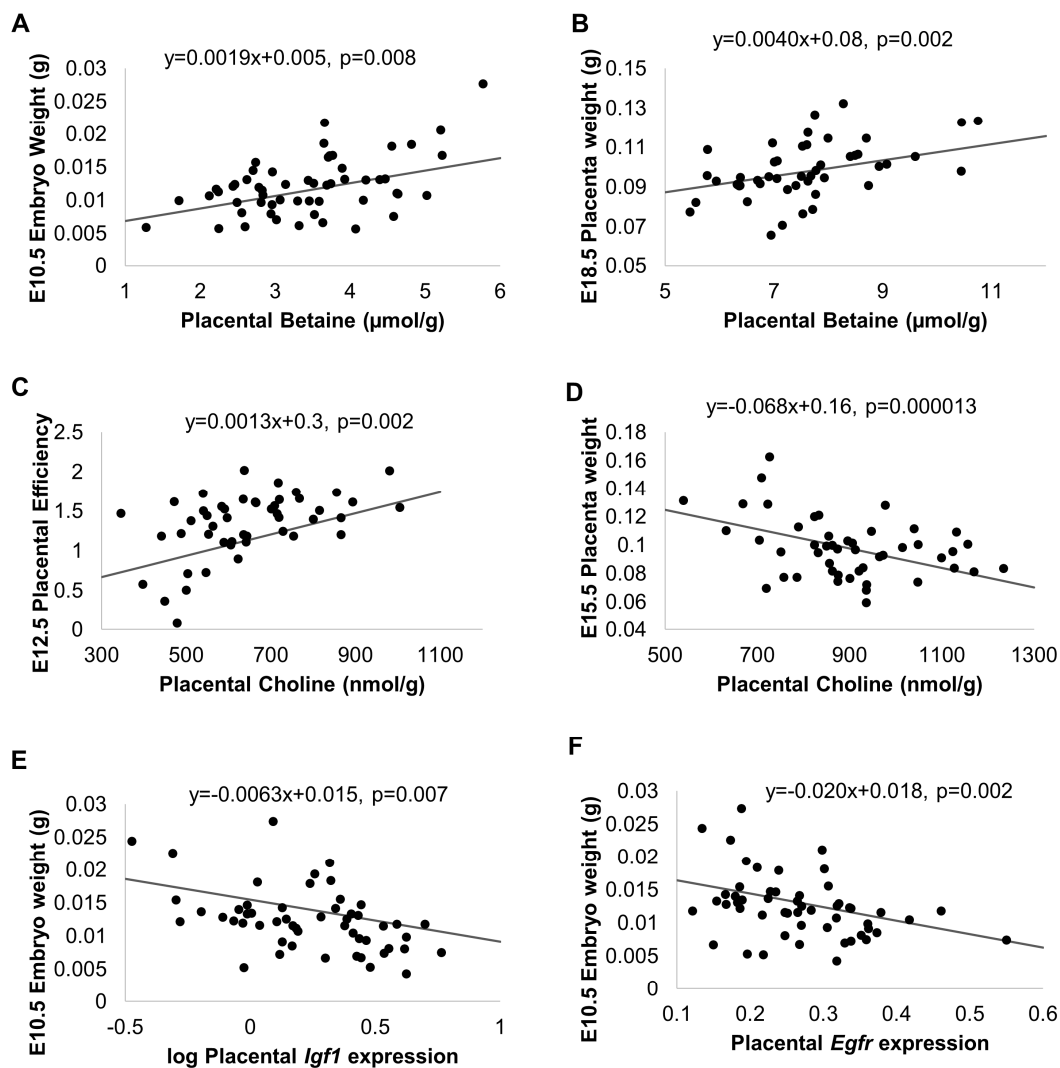 A
y=0.0019x+0.005, p=0.008
E10.5 Embryo Weight (g)
0.03
0.025
0.02
0.015
0.01
0.005
0
1 2 3 4 5 6
Placental Betaine (µmol/g)
B
y=0.0040x+0.08, p=0.002
E18.5 Placenta weight (g)
0.15
0.13
0.11
0.09
0.07
0.05
5 7 9 11
Placental Betaine (µmol/g)
C
y=0.0013x+0.3, p=0.002
E12.5 Placental Efficiency
2.5
2
1.5
1
0.5
0
300 500 700 900 1100
Placental Choline (nmol/g)
D
y=-0.068x+0.16, p=0.000013
E15.5 Placenta weight
0.18
0.16
0.14
0.12
0.1
0.08
0.06
0.04
500 700 900 1100 1300
Placental Choline (nmol/g)
E
y=-0.0063x+0.015, p=0.007
E10.5 Embryo weight (g)
0.03
0.025
0.02
0.015
0.01
0.005
0
-0.5 0 0.5 1
log Placental Igf1 expression
F
y=-0.020x+0.018, p=0.002
E10.5 Embryo weight (g)
0.03
0.025
0.02
0.015
0.01
0.005
0
0.1 0.2 0.3 0.4 0.5 0.6
Placental Egfr expression